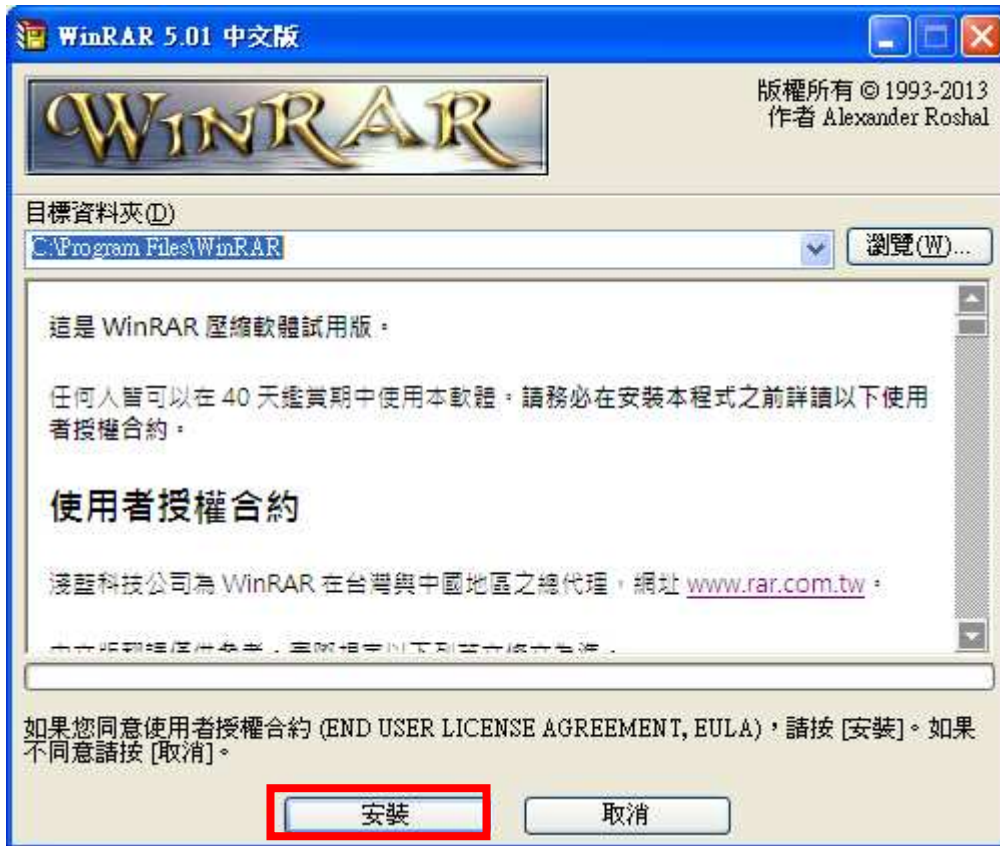 WinRAR 5.01 中文版
WINRAR
版權所有 © 1993-2013
作者 Alexander Roshal
目標資料夾(D)
C:\Program Files\WinRAR
瀏覽(W)...
這是 WinRAR 壓縮軟體試用版。
任何人皆可以在 40 天鑑賞期中使用本軟體。請務必在安裝本程式之前詳讀以下使用
者授權合約。
使用者授權合約
淺藍科技公司為 WinRAR 在台灣與中國地區之總代理，網址 www.rar.com.tw。
如果您同意使用者授權合約 (END USER LICENSE AGREEMENT, EULA)，請按 [安裝]。如果
不同意請按 [取消]。
安裝
取消